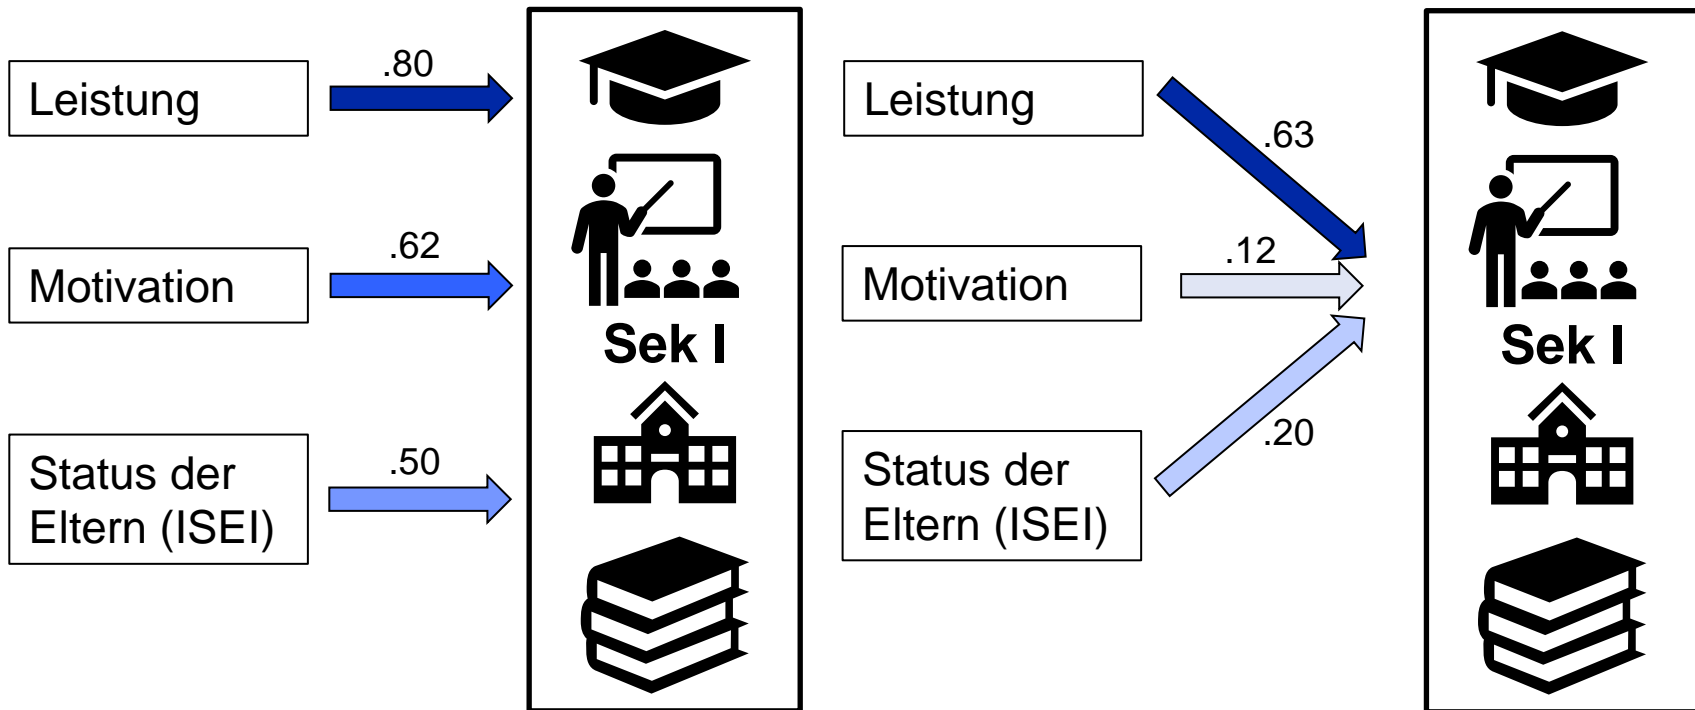 Leistung
.80
Motivation
.62
Status der
Eltern (ISEI)
.50
Sek I
Leistung
.63
Motivation
.12
Status der
Eltern (ISEI)
.20
Sek I